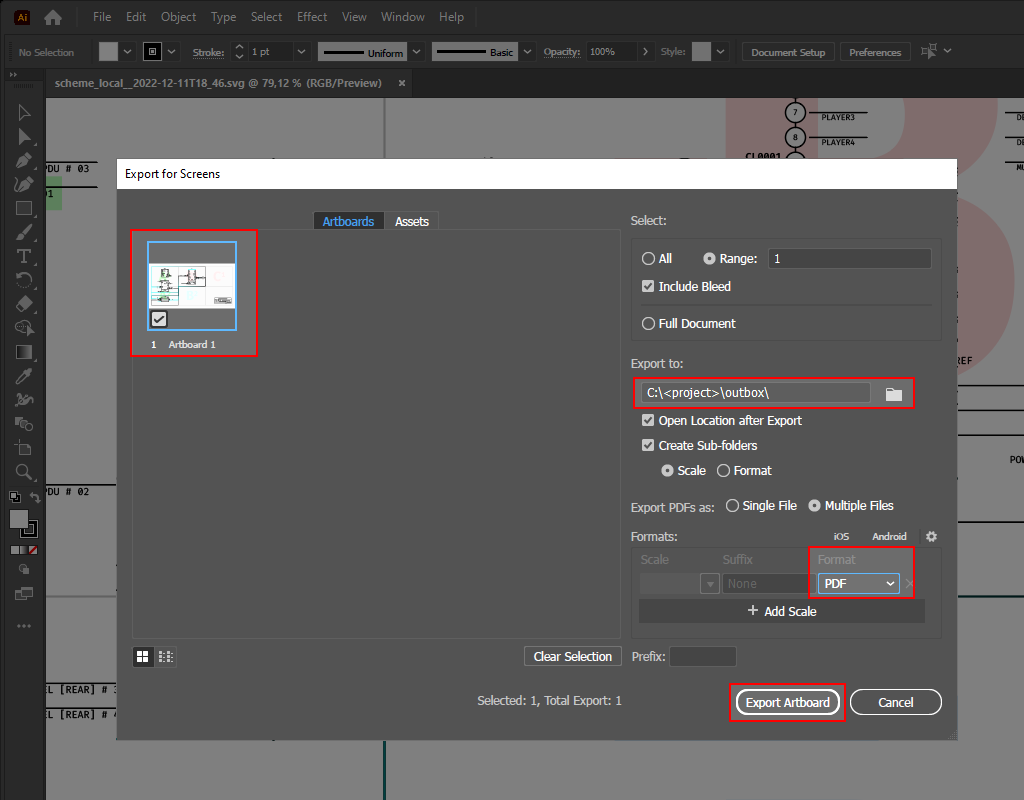 Ai File Edit Object Type Select Effect View Window Help
No Selection Stroke: 1 pt Uniform Basic Opacity: 100% Style: Document Setup Preferences
scheme_local__2022-12-11T18_46.svg @ 79,12 % (RGB/Preview) ×
7 PLAYER3
8 PLAYER4
CL0001
PDU # 03
01
Export for Screens
Artboards Assets
Select:
All Range: 1
Include Bleed
Full Document
1 Artboard 1
Export to:
REF
C:\<project>\outbox\
Open Location after Export
Create Sub-folders
Scale Format
PDU # 02
Export PDFs as: Single File Multiple Files
Formats: iOS Android
Scale Suffix Format
None PDF
+ Add Scale
Clear Selection Prefix:
EL [REAR] # 3
Selected: 1, Total Export: 1 Export Artboard Cancel
EL [REAR] # 4